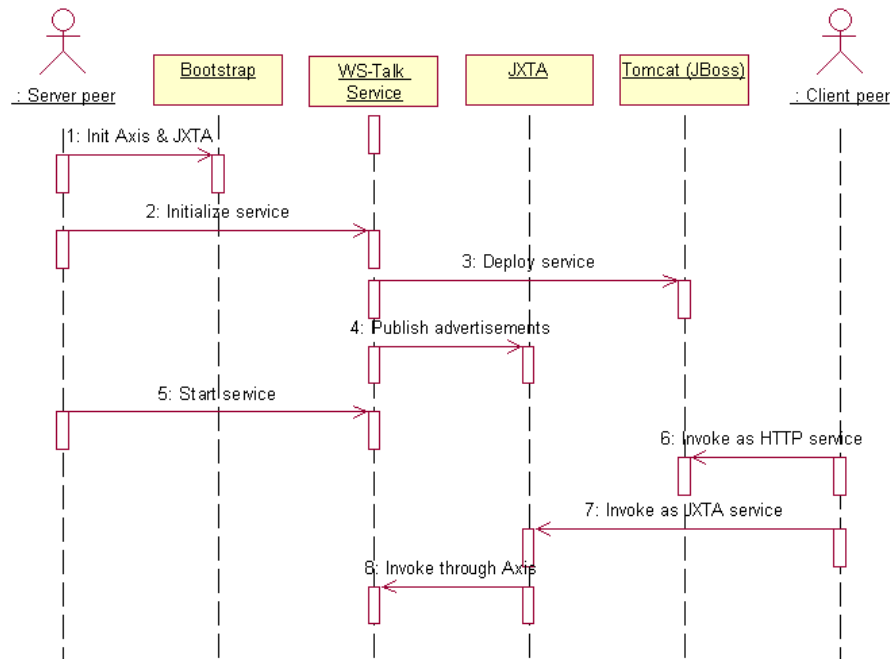 Bootstrap
WS-Talk
Service
JXTA
Tomcat (JBoss)
: Server peer
: Client peer
1: Init Axis & JXTA
2: Initialize service
3: Deploy service
4: Publish advertisements
5: Start service
6: Invoke as HTTP service
7: Invoke as JXTA service
8: Invoke through Axis